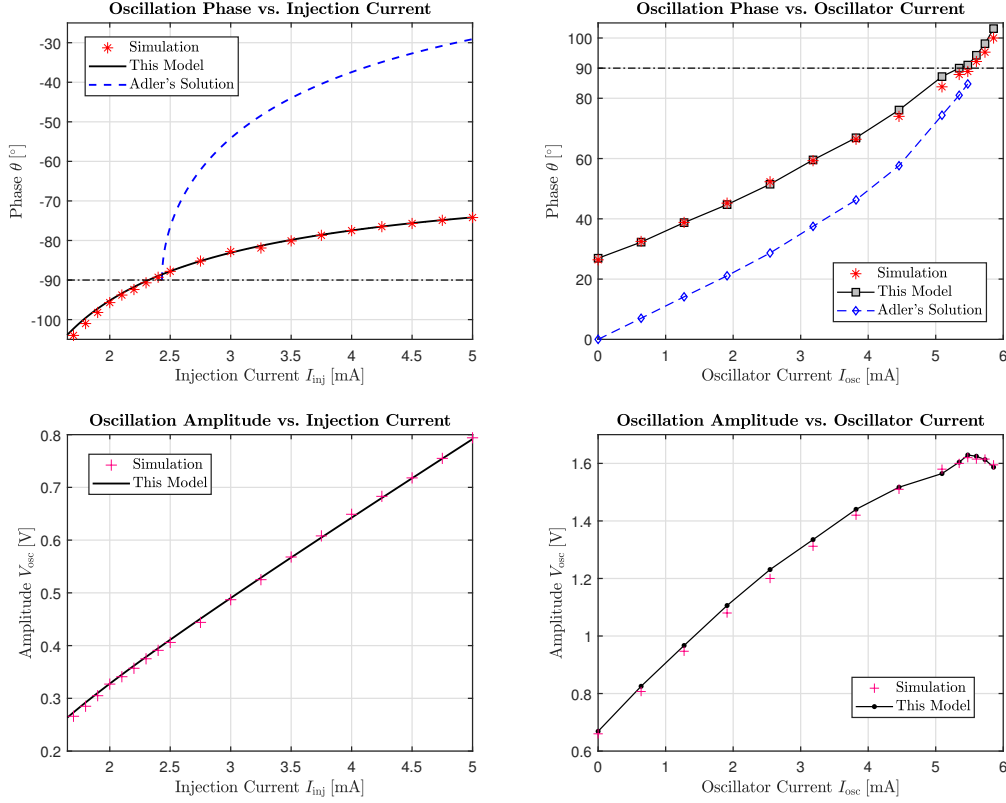 Oscillation Phase vs. Injection Current
-30
-40
-50
-60
-70
-80
-90
-100
Phase θ [°]
Simulation
This Model
Adler's Solution
2
2.5
3
3.5
4
4.5
5
Injection Current I_inj [mA]
Oscillation Phase vs. Oscillator Current
100
90
80
60
40
20
0
Phase θ [°]
Simulation
This Model
Adler's Solution
0
1
2
3
4
5
6
Oscillator Current I_osc [mA]
Oscillation Amplitude vs. Injection Current
0.8
0.7
0.6
0.5
0.4
0.3
0.2
Amplitude V_osc [V]
Simulation
This Model
2
2.5
3
3.5
4
4.5
5
Injection Current I_inj [mA]
Oscillation Amplitude vs. Oscillator Current
1.6
1.4
1.2
1
0.8
0.6
Amplitude V_osc [V]
Simulation
This Model
0
1
2
3
4
5
6
Oscillator Current I_osc [mA]